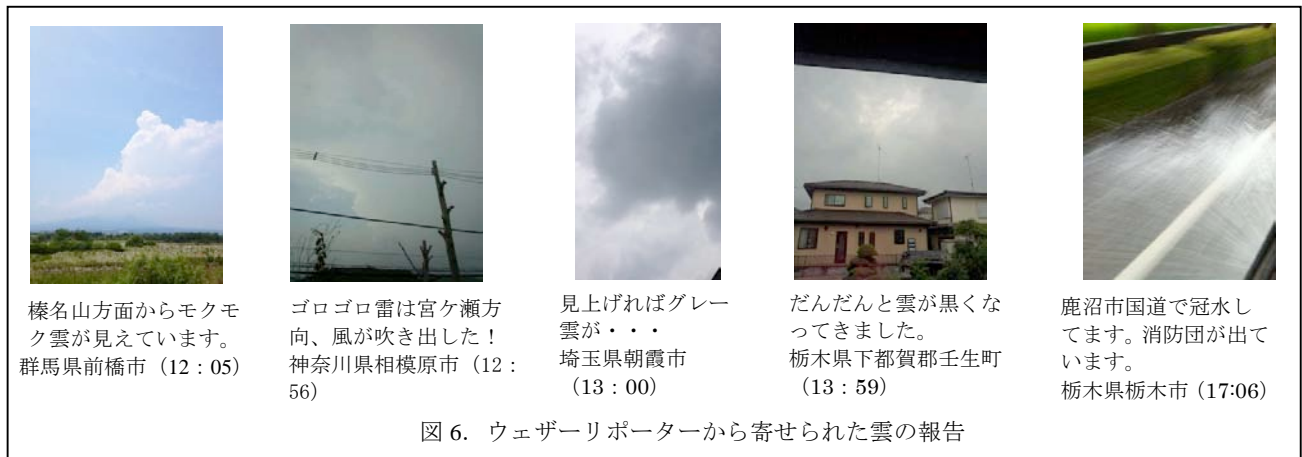 榛名山方面からモクモ
ク雲が見えています。
群馬県前橋市（12：05）
ゴロゴロ雷は宮ケ瀬方
向、風が吹き出した！
神奈川県相模原市（12：
56）
見上げればグレー
雲が・・・
埼玉県朝霞市
（13：00）
だんだんと雲が黒くな
ってきました。
栃木県下都賀郡壬生町
（13：59）
鹿沼市国道で冠水し
てます。消防団が出て
います。
栃木県栃木市（17:06）
図 6．ウェザーリポーターから寄せられた雲の報告